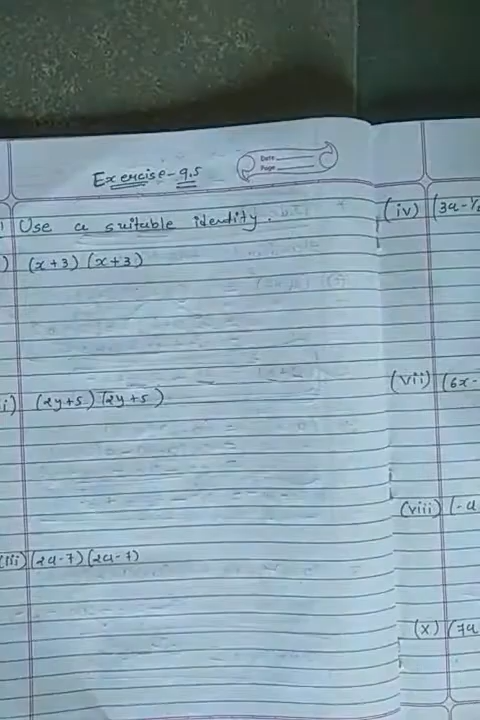 Exercise - 9.5
Date
Page
Use a suitable identity.
) (x+3) (x+3)
i) (2y+5) (2y+5)
(iii) (2a-7) (2a-7)
(iv) (3a-1/
(vii) (6x-
(viii) (-a
(x) (7a